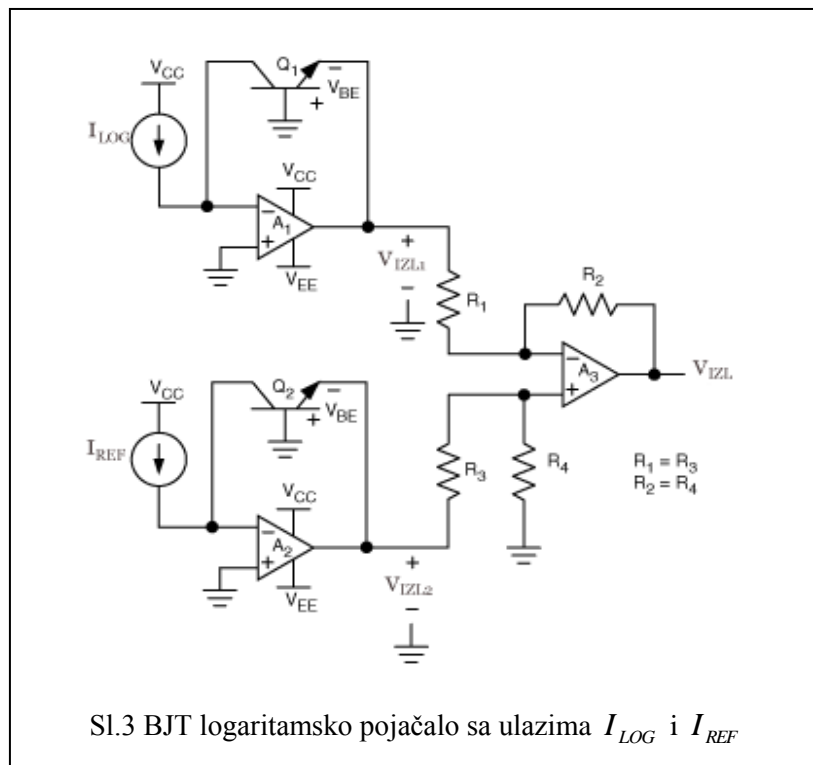 V_CC
Q_1
−
V_BE
+
I_LOG
V_CC
−
A_1
+
V_EE
+
V_IZL1
−
R_1
R_2
−
A_3
+
V_IZL
V_CC
Q_2
−
V_BE
+
I_REF
V_CC
−
A_2
+
V_EE
+
V_IZL2
−
R_3
R_4
R_1 = R_3
R_2 = R_4
Sl.3 BJT logaritamsko pojačalo sa ulazima I_LOG i I_REF